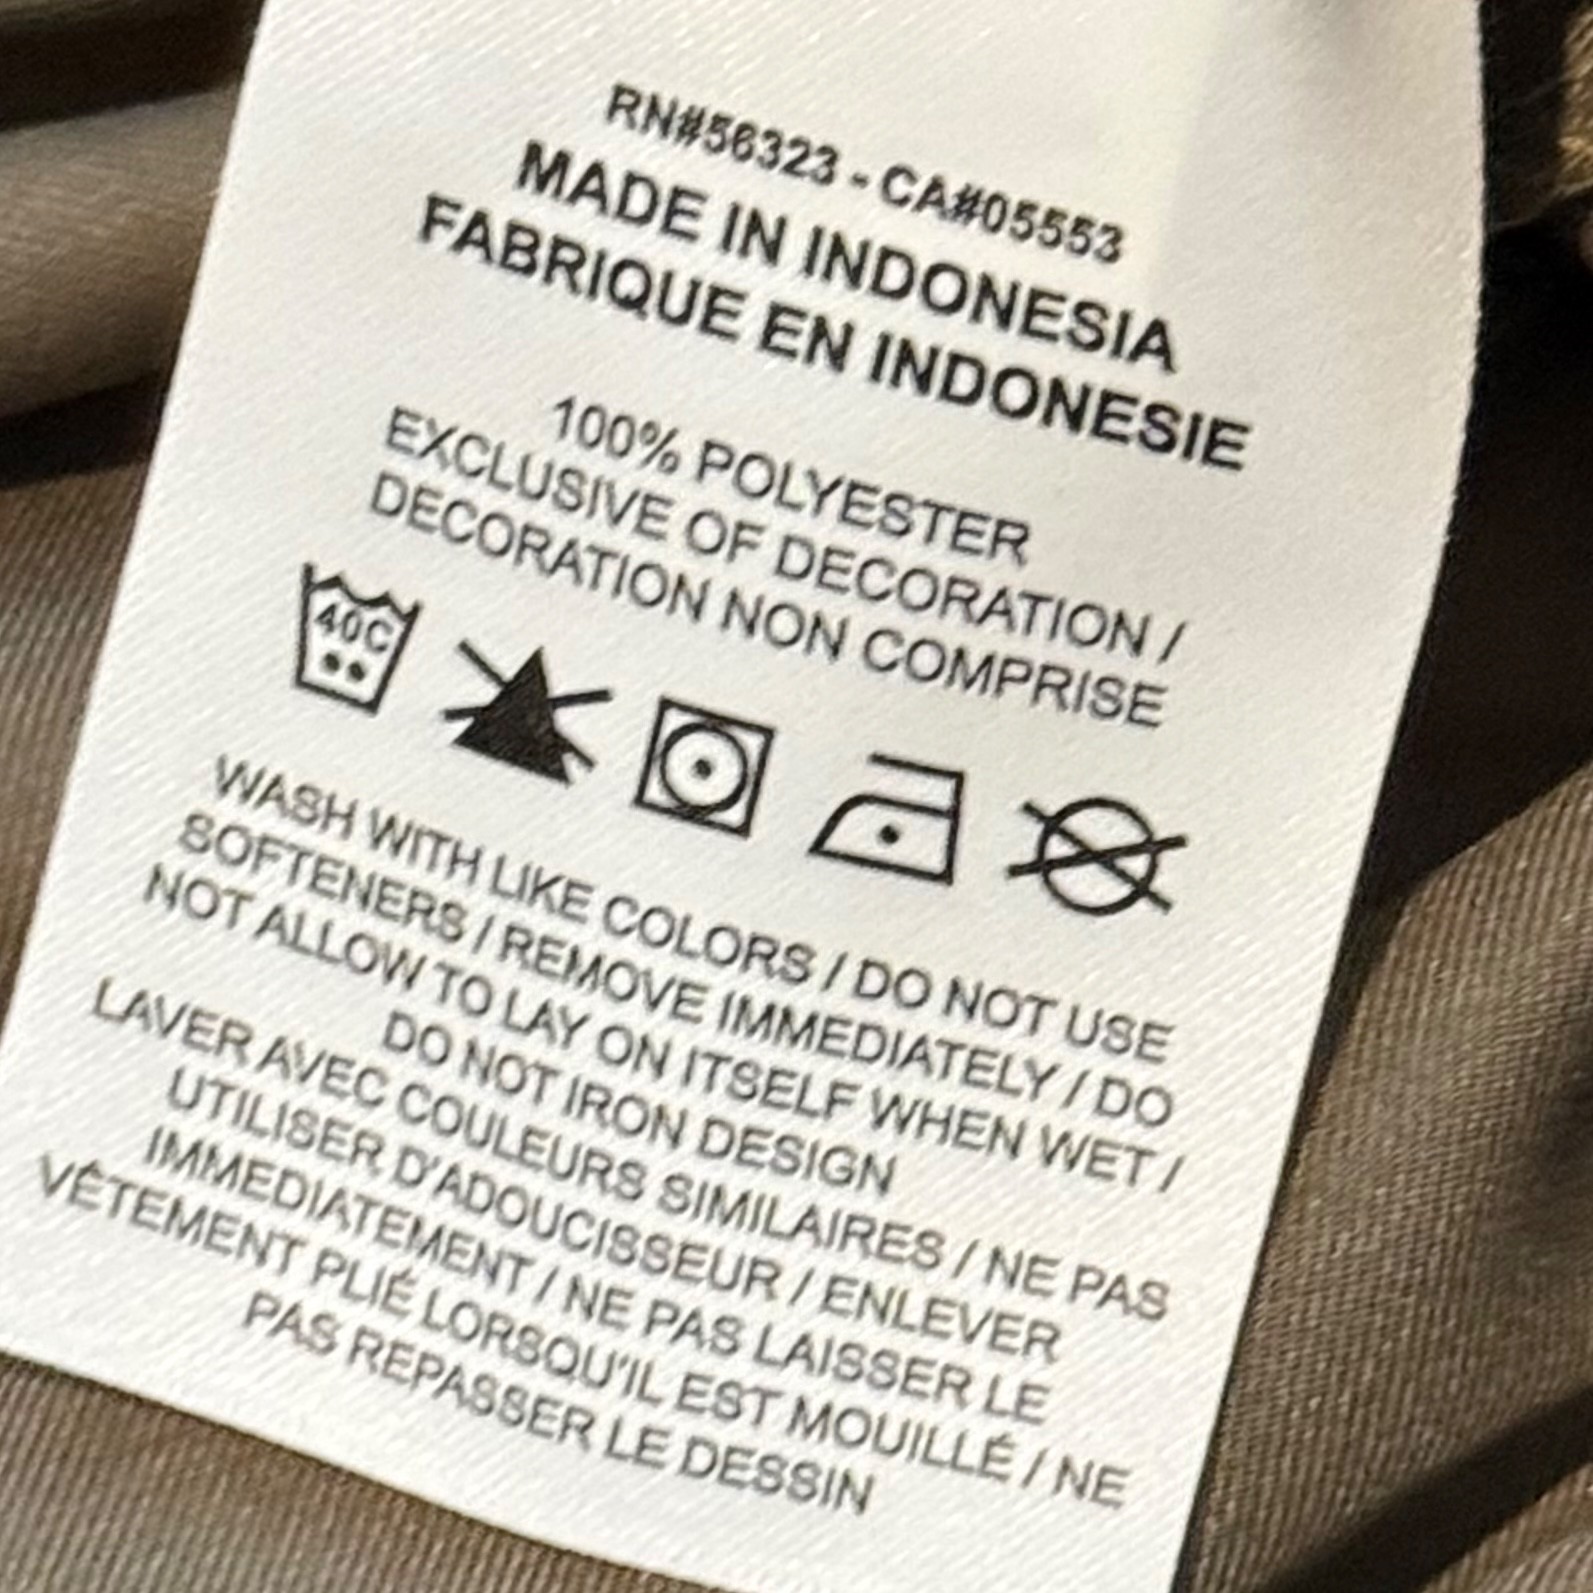 RN#56323 - CA#05553
MADE IN INDONESIA
FABRIQUE EN INDONESIE
100% POLYESTER
EXCLUSIVE OF DECORATION /
DECORATION NON COMPRISE
40C
WASH WITH LIKE COLORS / DO NOT USE
SOFTENERS / REMOVE IMMEDIATELY / DO
NOT ALLOW TO LAY ON ITSELF WHEN WET /
DO NOT IRON DESIGN
LAVER AVEC COULEURS SIMILAIRES / NE PAS
UTILISER D'ADOUCISSEUR / ENLEVER
IMMEDIATEMENT / NE PAS LAISSER LE
VÊTEMENT PLIÉ LORSQU'IL EST MOUILLÉ / NE
PAS REPASSER LE DESSIN